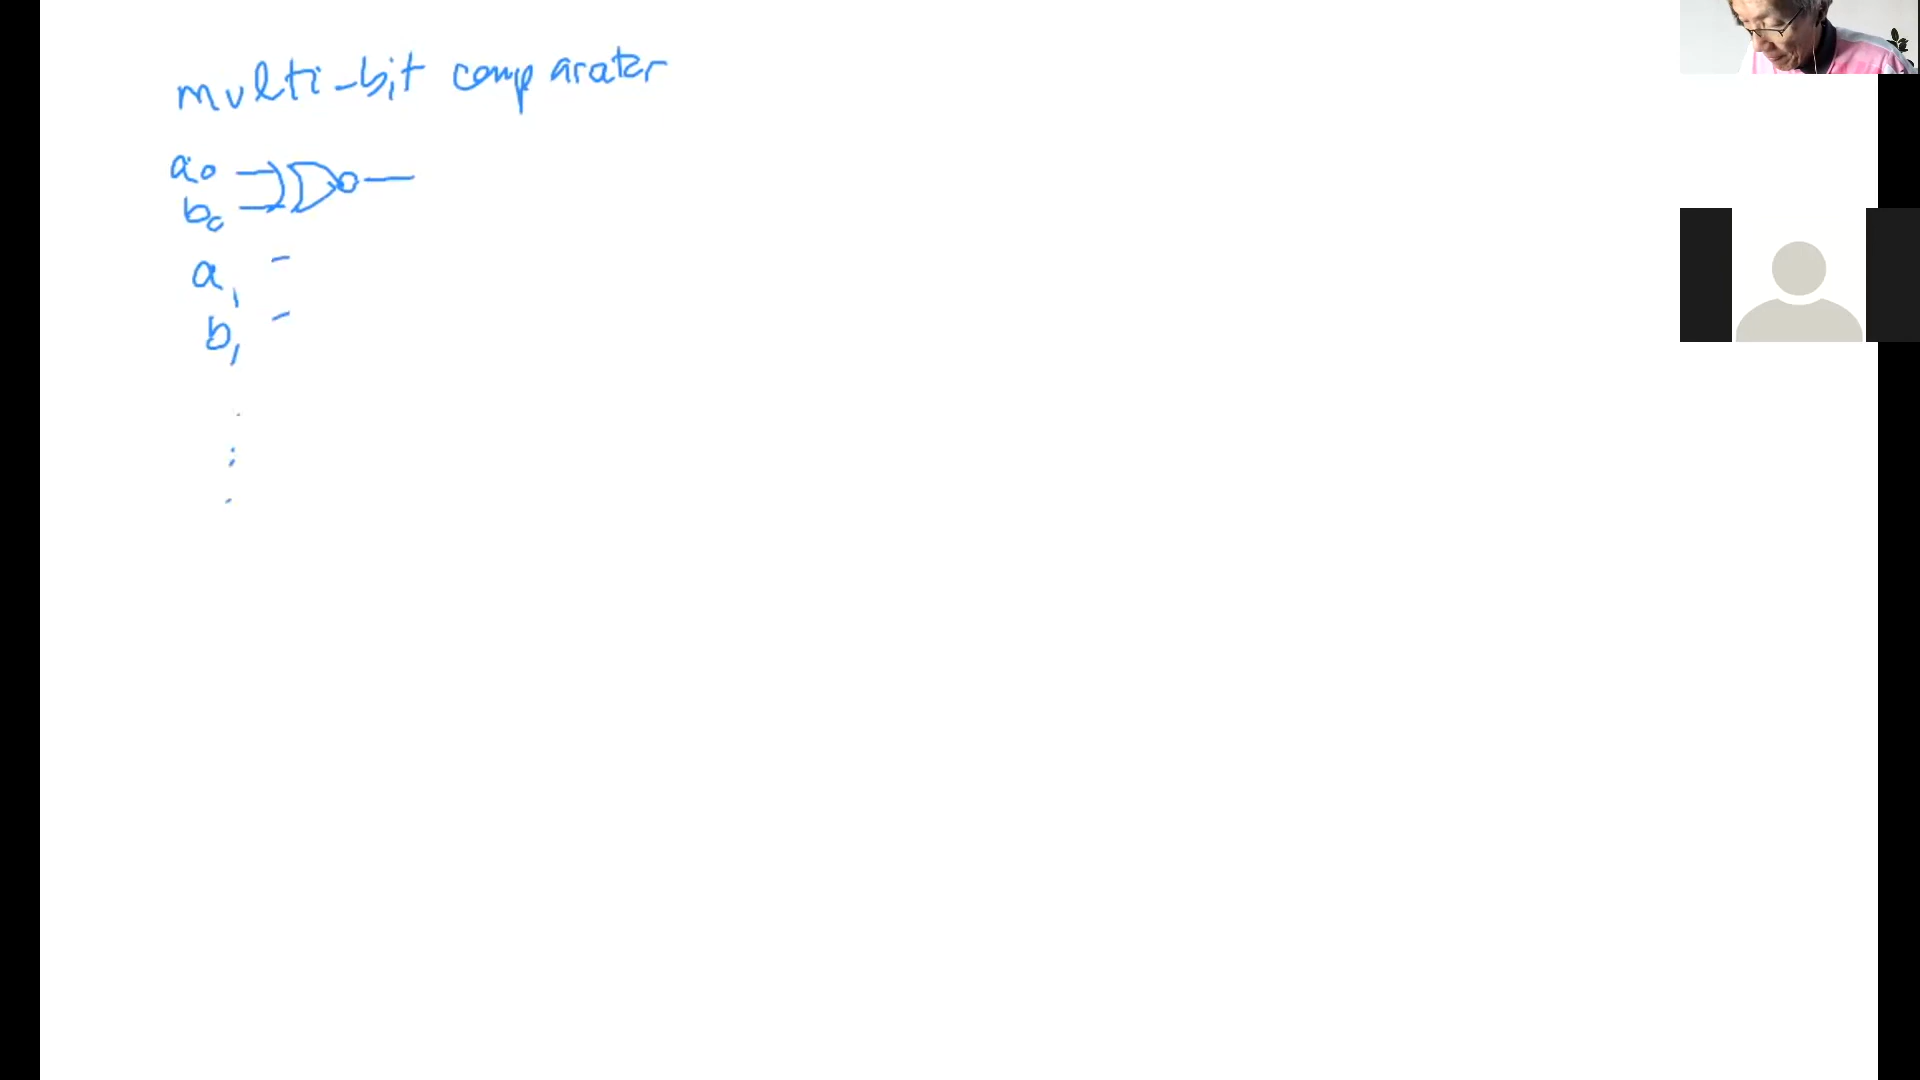 multi-bit comparator
a0
b0
a1
b1